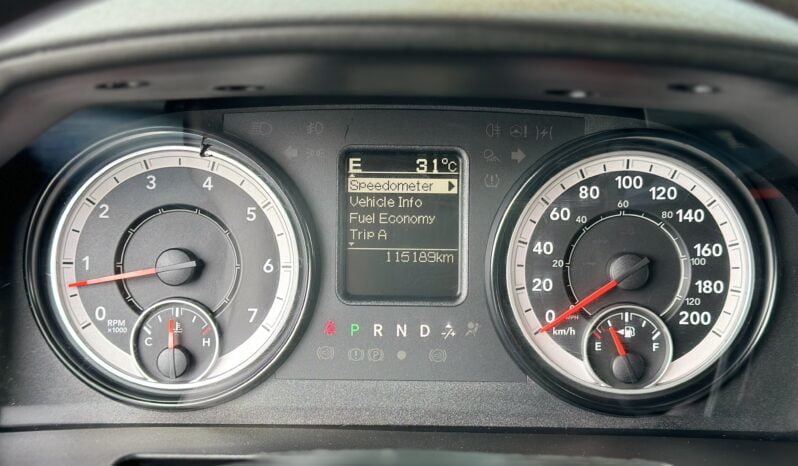 0 1 2 3 4 5 6 7
RPM
x1000
C H
E 31°C
Speedometer
Vehicle Info
Fuel Economy
Trip A
115189km
P R N D
0 20 40 60 80 100 120 140 160 180 200
20 40 60 80 100 120
km/h
E F